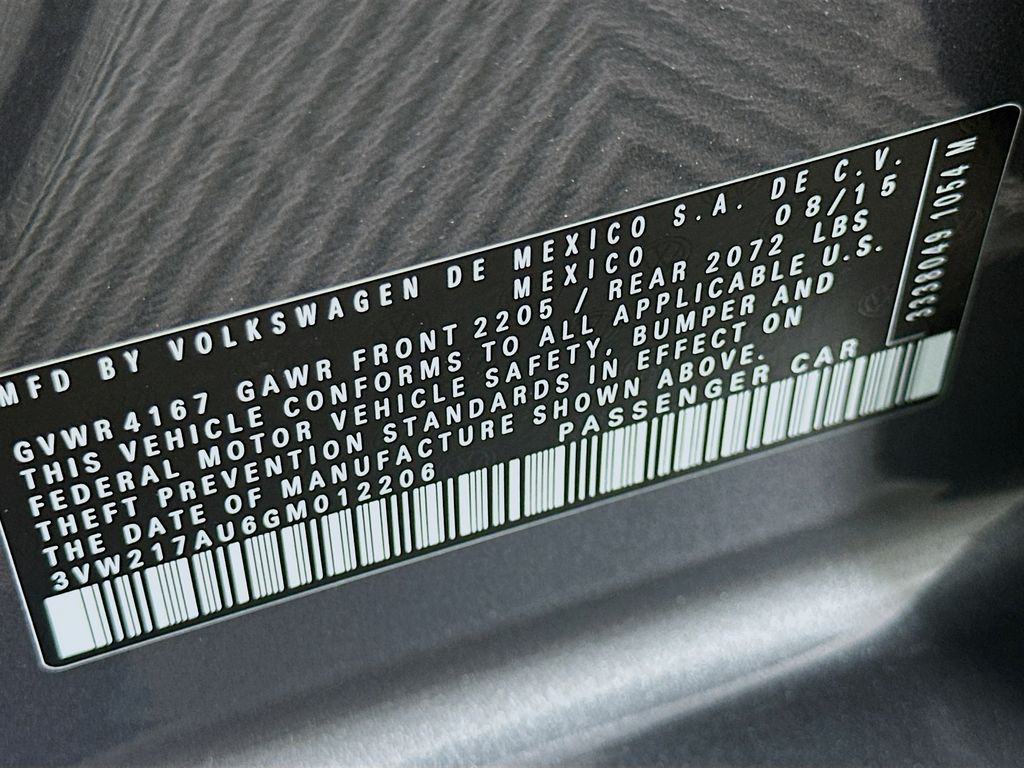 MFD BY VOLKSWAGEN DE MEXICO S.A. DE C.V.
MEXICO 08/15
GVWR 4167 GAWR FRONT 2205 / REAR 2072 LBS
THIS VEHICLE CONFORMS TO ALL APPLICABLE U.S.
FEDERAL MOTOR VEHICLE SAFETY, BUMPER AND
THEFT PREVENTION STANDARDS IN EFFECT ON
THE DATE OF MANUFACTURE SHOWN ABOVE.
3VW217AU6GM012206 PASSENGER CAR
3338049 1054 M